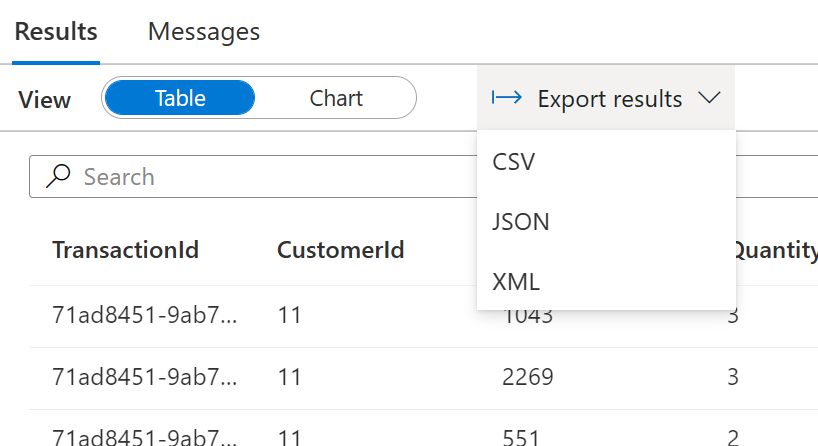 Results Messages
View Table Chart Export results
CSV
Search
JSON
TransactionId CustomerId Quantity
XML
71ad8451-9ab7... 11 1043 3
71ad8451-9ab7... 11 2269 3
71ad8451-9ab7... 11 551 2